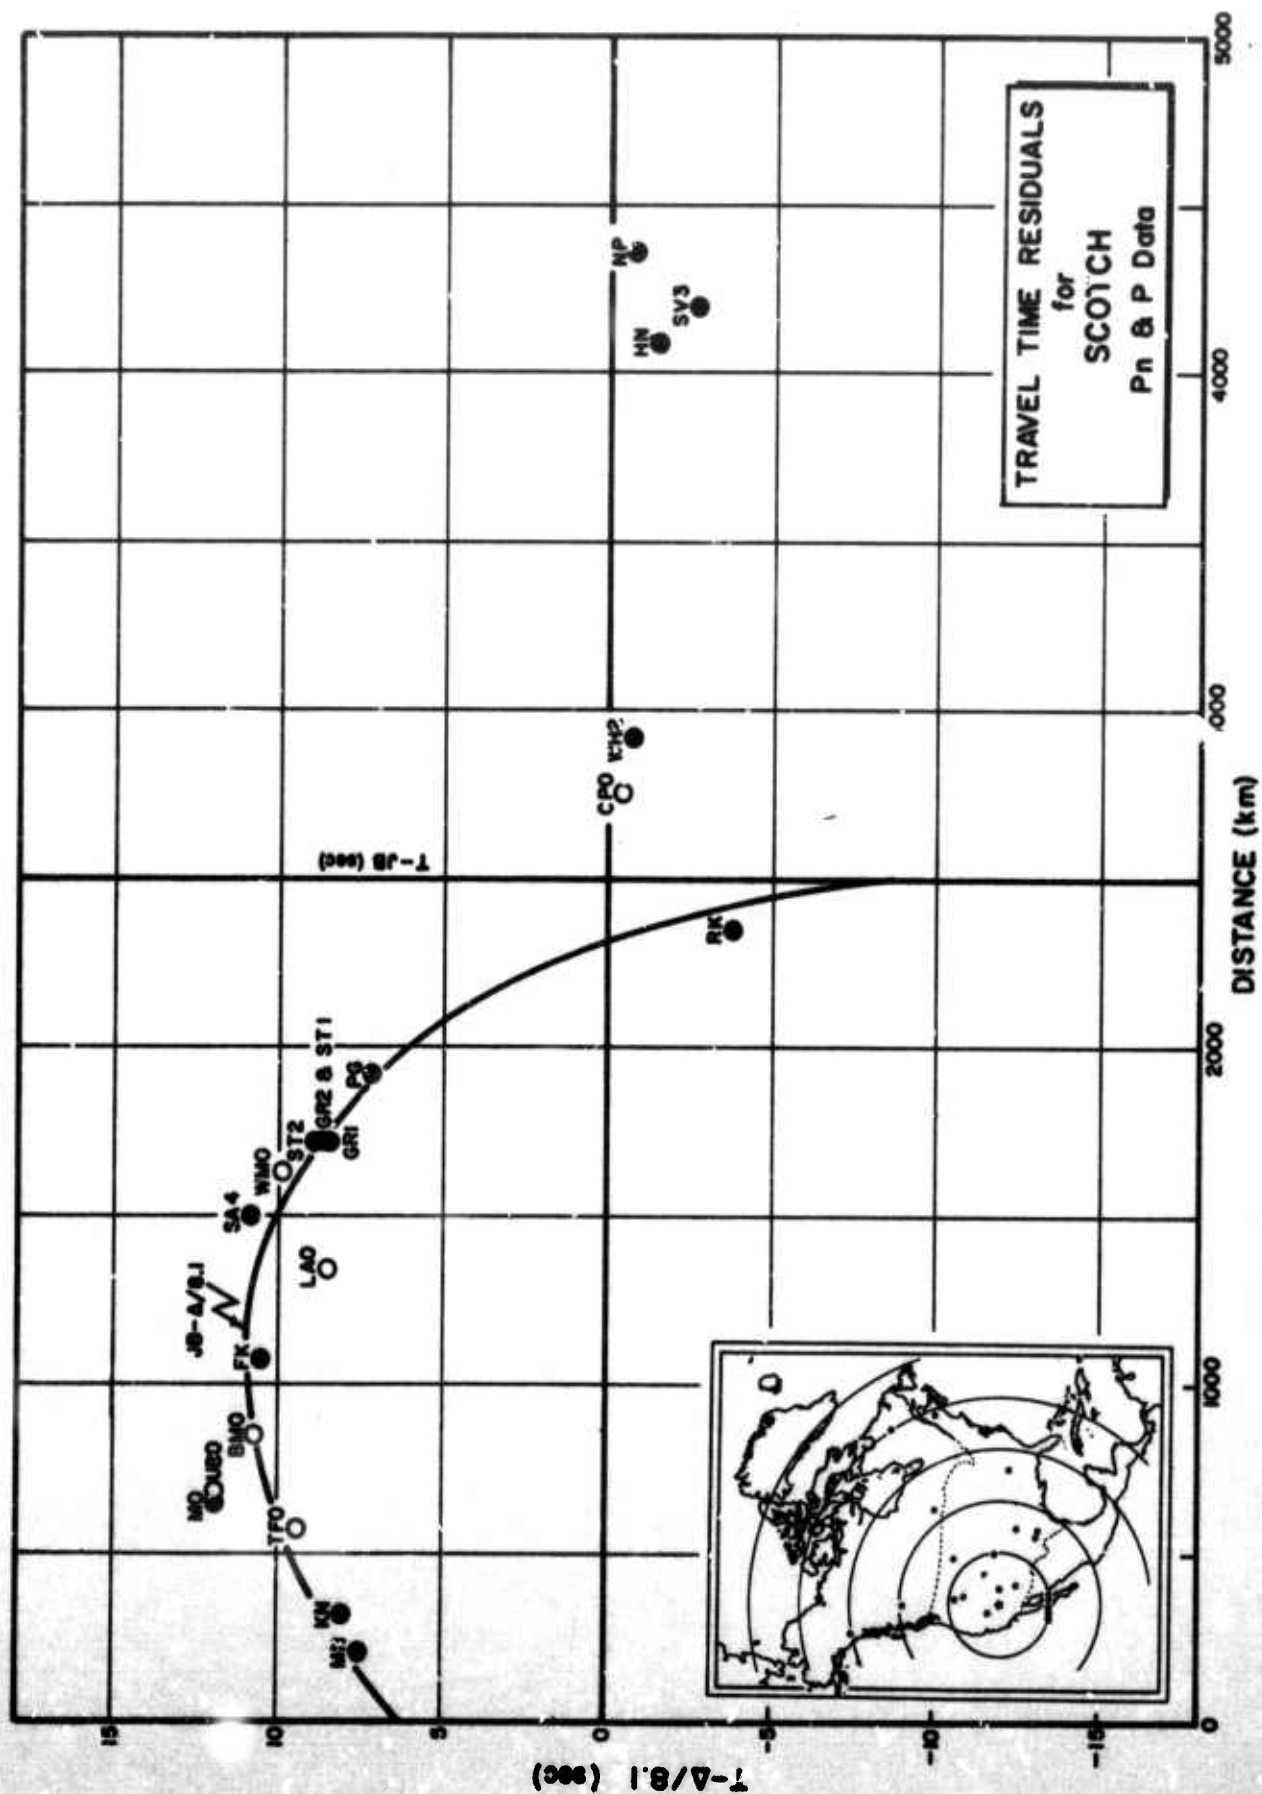 TRAVEL TIME RESIDUALS
for
SCOTCH
Pn & P Data
T-Δ/8.1 (sec)
15
10
5
0
-5
-10
-15
T-JB (sec)
JB-Δ/8.1
KN
TFO
MO
UBO
BMO
FK
LAO
SA4
WMO
ST2
GR2 & ST1
GR1
PG
RK
CPO
HN
SV3
NP
0
1000
2000
4000
5000
DISTANCE (km)